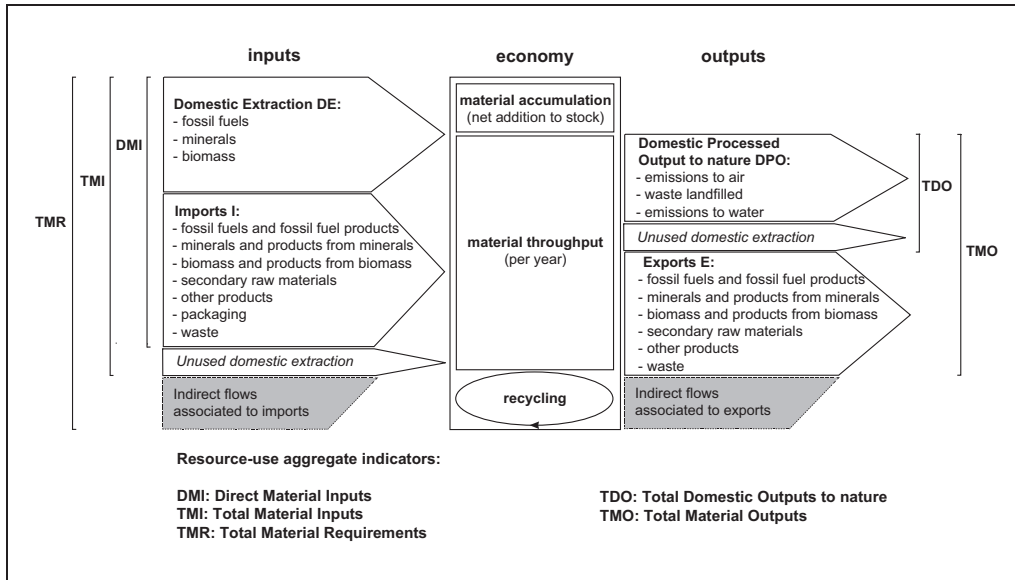 inputs
economy
outputs
TMR
TMI
DMI
Domestic Extraction DE:
- fossil fuels
- minerals
- biomass
Imports I:
- fossil fuels and fossil fuel products
- minerals and products from minerals
- biomass and products from biomass
- secondary raw materials
- other products
- packaging
- waste
Unused domestic extraction
Indirect flows
associated to imports
material accumulation
(net addition to stock)
material throughput
(per year)
recycling
Domestic Processed
Output to nature DPO:
- emissions to air
- waste landfilled
- emissions to water
Unused domestic extraction
Exports E:
- fossil fuels and fossil fuel products
- minerals and products from minerals
- biomass and products from biomass
- secondary raw materials
- other products
- waste
Indirect flows
associated to exports
TDO
TMO
Resource-use aggregate indicators:
DMI: Direct Material Inputs
TMI: Total Material Inputs
TMR: Total Material Requirements
TDO: Total Domestic Outputs to nature
TMO: Total Material Outputs